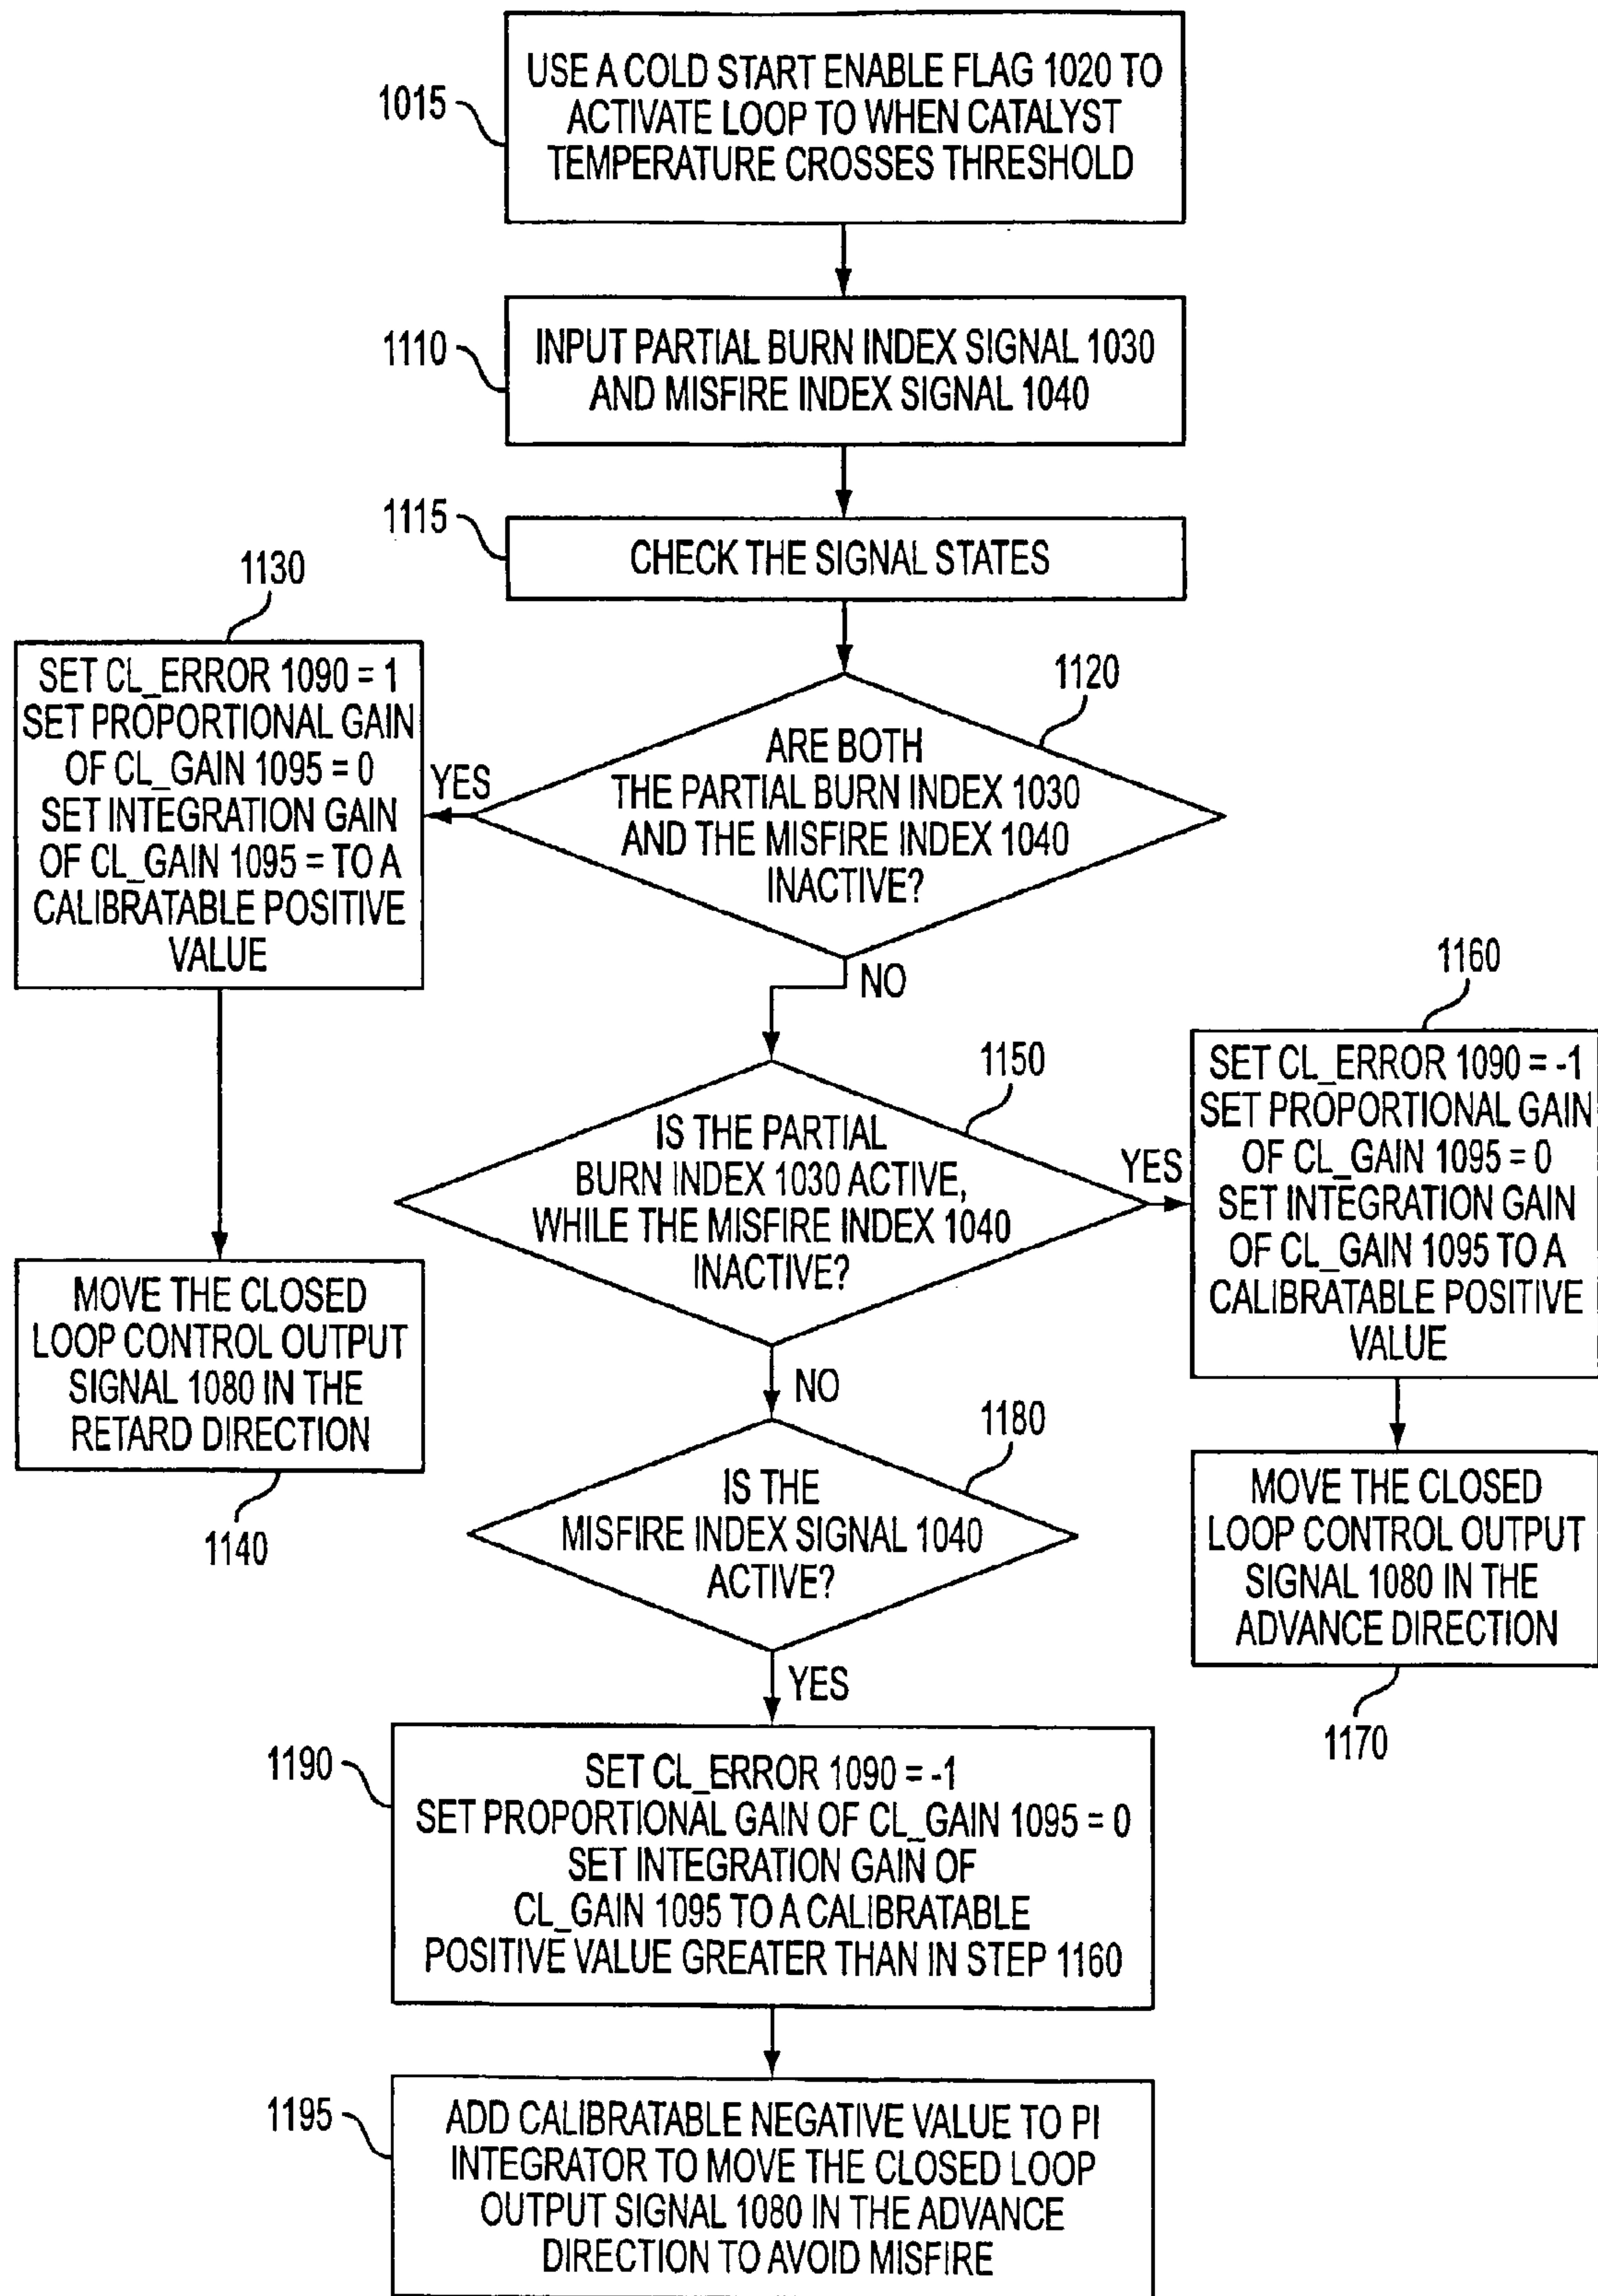 1015
USE A COLD START ENABLE FLAG 1020 TO
ACTIVATE LOOP TO WHEN CATALYST
TEMPERATURE CROSSES THRESHOLD
1110
INPUT PARTIAL BURN INDEX SIGNAL 1030
AND MISFIRE INDEX SIGNAL 1040
1115
CHECK THE SIGNAL STATES
1120
ARE BOTH
THE PARTIAL BURN INDEX 1030
AND THE MISFIRE INDEX 1040
INACTIVE?
YES
1130
SET CL_ERROR 1090 = 1
SET PROPORTIONAL GAIN
OF CL_GAIN 1095 = 0
SET INTEGRATION GAIN
OF CL_GAIN 1095 = TO A
CALIBRATABLE POSITIVE
VALUE
MOVE THE CLOSED
LOOP CONTROL OUTPUT
SIGNAL 1080 IN THE
RETARD DIRECTION
1140
NO
1150
IS THE PARTIAL
BURN INDEX 1030 ACTIVE,
WHILE THE MISFIRE INDEX 1040
INACTIVE?
YES
1160
SET CL_ERROR 1090 = -1
SET PROPORTIONAL GAIN
OF CL_GAIN 1095 = 0
SET INTEGRATION GAIN
OF CL_GAIN 1095 TO A
CALIBRATABLE POSITIVE
VALUE
MOVE THE CLOSED
LOOP CONTROL OUTPUT
SIGNAL 1080 IN THE
ADVANCE DIRECTION
1170
NO
1180
IS THE
MISFIRE INDEX SIGNAL 1040
ACTIVE?
YES
1190
SET CL_ERROR 1090 = -1
SET PROPORTIONAL GAIN OF CL_GAIN 1095 = 0
SET INTEGRATION GAIN OF
CL_GAIN 1095 TO A CALIBRATABLE
POSITIVE VALUE GREATER THAN IN STEP 1160
1195
ADD CALIBRATABLE NEGATIVE VALUE TO PI
INTEGRATOR TO MOVE THE CLOSED LOOP
OUTPUT SIGNAL 1080 IN THE ADVANCE
DIRECTION TO AVOID MISFIRE